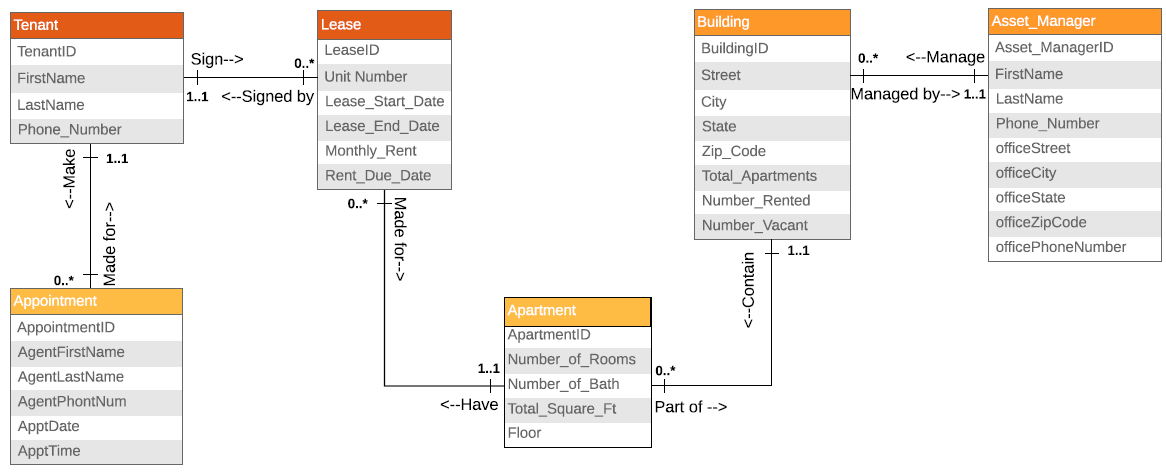 Tenant
TenantID
FirstName
LastName
Phone_Number
Sign-->
0..*
1..1
<--Signed by
Lease
LeaseID
Unit Number
Lease_Start_Date
Lease_End_Date
Monthly_Rent
Rent_Due_Date
Building
BuildingID
Street
City
State
Zip_Code
Total_Apartments
Number_Rented
Number_Vacant
0..*
<--Manage
Managed by-->
1..1
Asset_Manager
Asset_ManagerID
FirstName
LastName
Phone_Number
officeStreet
officeCity
officeState
officeZipCode
officePhoneNumber
<--Make
1..1
Made for-->
0..*
0..*
Made for-->
1..1
<--Contain
Appointment
AppointmentID
AgentFirstName
AgentLastName
AgentPhontNum
ApptDate
ApptTime
1..1
<--Have
Apartment
ApartmentID
Number_of_Rooms
Number_of_Bath
Total_Square_Ft
Floor
0..*
Part of -->